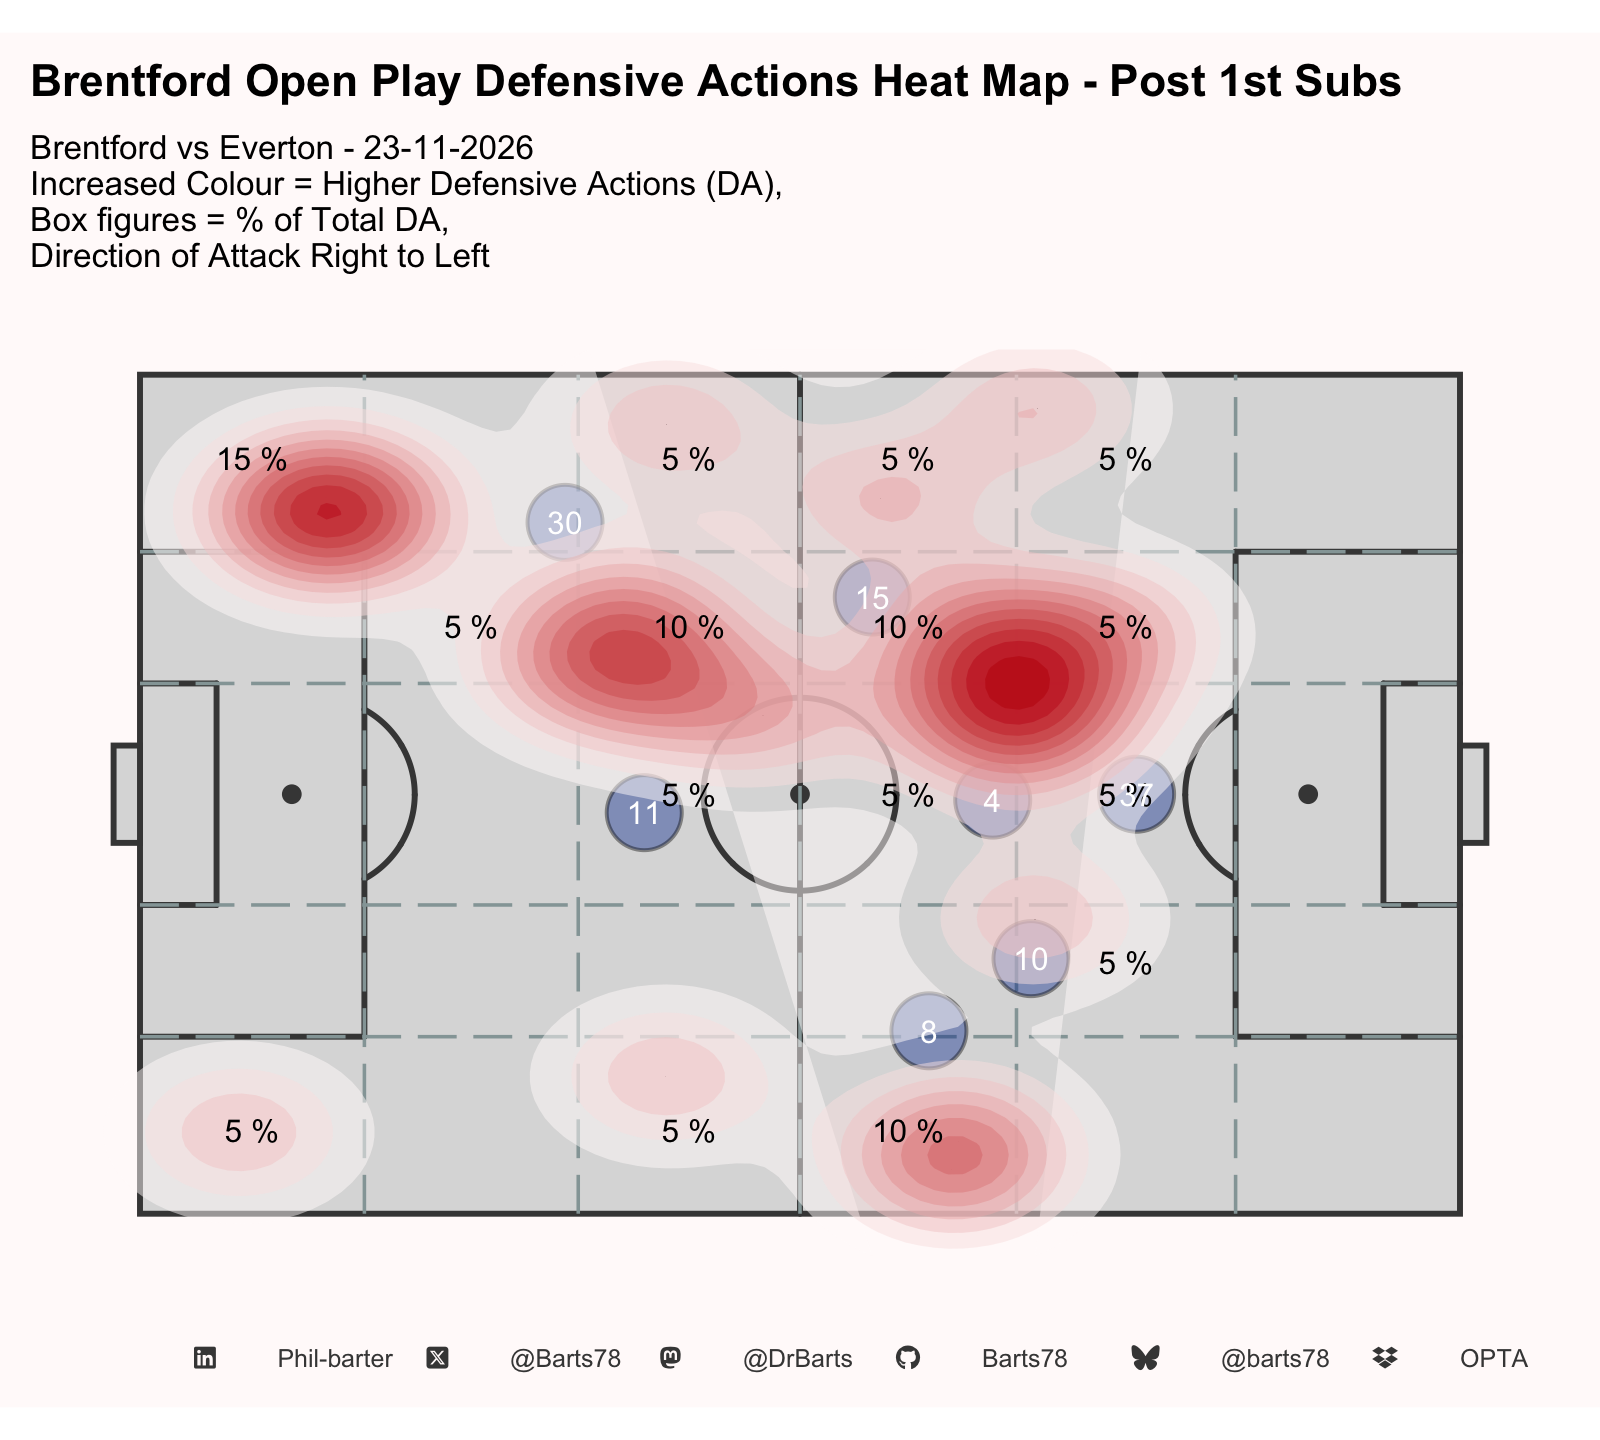 Brentford Open Play Defensive Actions Heat Map - Post 1st Subs
Brentford vs Everton - 23-11-2026
Increased Colour = Higher Defensive Actions (DA),
Box figures = % of Total DA,
Direction of Attack Right to Left
15 %
5 %
5 %
5 %
30
15
5 %
10 %
10 %
5 %
11
5 %
5 %
4
5 %
37
10
5 %
8
5 %
5 %
10 %
Phil-barter
@Barts78
@DrBarts
Barts78
@barts78
OPTA